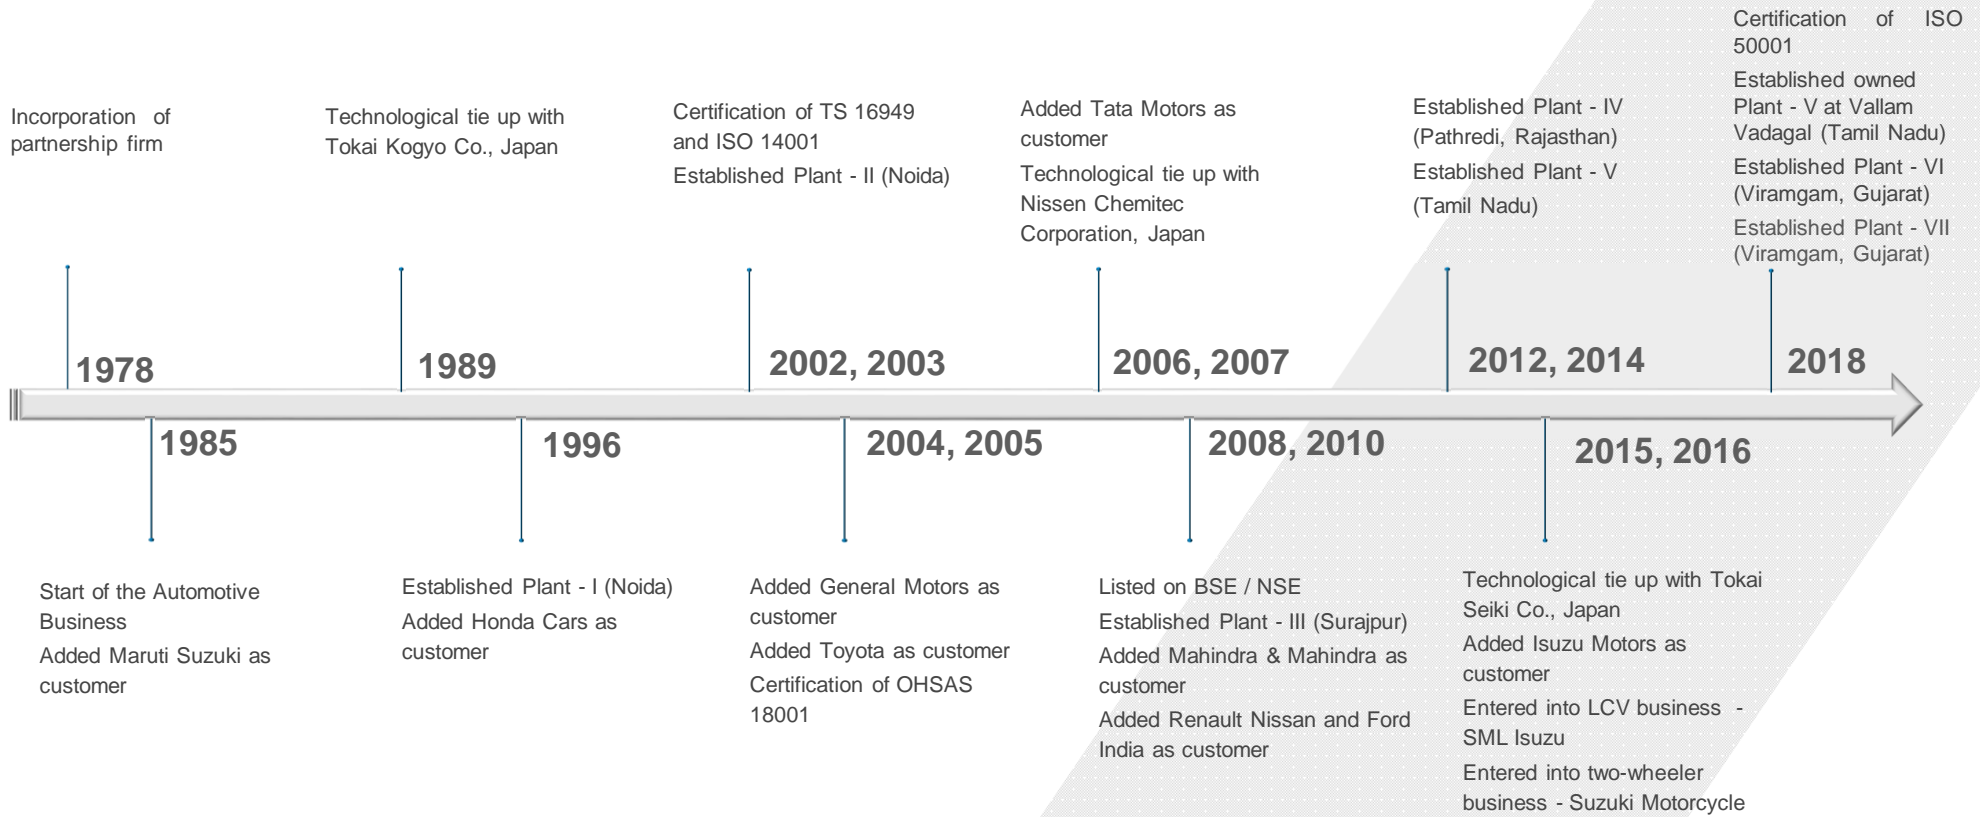 Incorporation of
partnership firm
Technological tie up with
Tokai Kogyo Co., Japan
Certification of TS 16949
and ISO 14001
Established Plant - II (Noida)
Added Tata Motors as
customer
Technological tie up with
Nissen Chemitec
Corporation, Japan
Established Plant - IV
(Pathredi, Rajasthan)
Established Plant - V
(Tamil Nadu)
Certification of ISO
50001
Established owned
Plant - V at Vallam
Vadagal (Tamil Nadu)
Established Plant - VI
(Viramgam, Gujarat)
Established Plant - VII
(Viramgam, Gujarat)
1978
1989
2002, 2003
2006, 2007
2012, 2014
2018
1985
1996
2004, 2005
2008, 2010
2015, 2016
Start of the Automotive
Business
Added Maruti Suzuki as
customer
Established Plant - I (Noida)
Added Honda Cars as
customer
Added General Motors as
customer
Added Toyota as customer
Certification of OHSAS
18001
Listed on BSE / NSE
Established Plant - III (Surajpur)
Added Mahindra & Mahindra as
customer
Added Renault Nissan and Ford
India as customer
Technological tie up with Tokai
Seiki Co., Japan
Added Isuzu Motors as
customer
Entered into LCV business -
SML Isuzu
Entered into two-wheeler
business - Suzuki Motorcycle